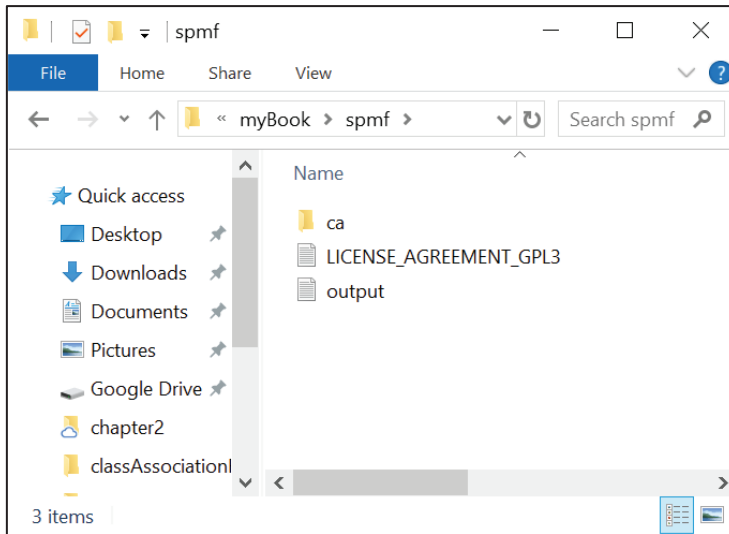 spmf
File Home Share View
« myBook > spmf > Search spmf
Name
Quick access
Desktop
Downloads
Documents
Pictures
Google Drive
chapter2
classAssociationl
ca
LICENSE_AGREEMENT_GPL3
output
3 items